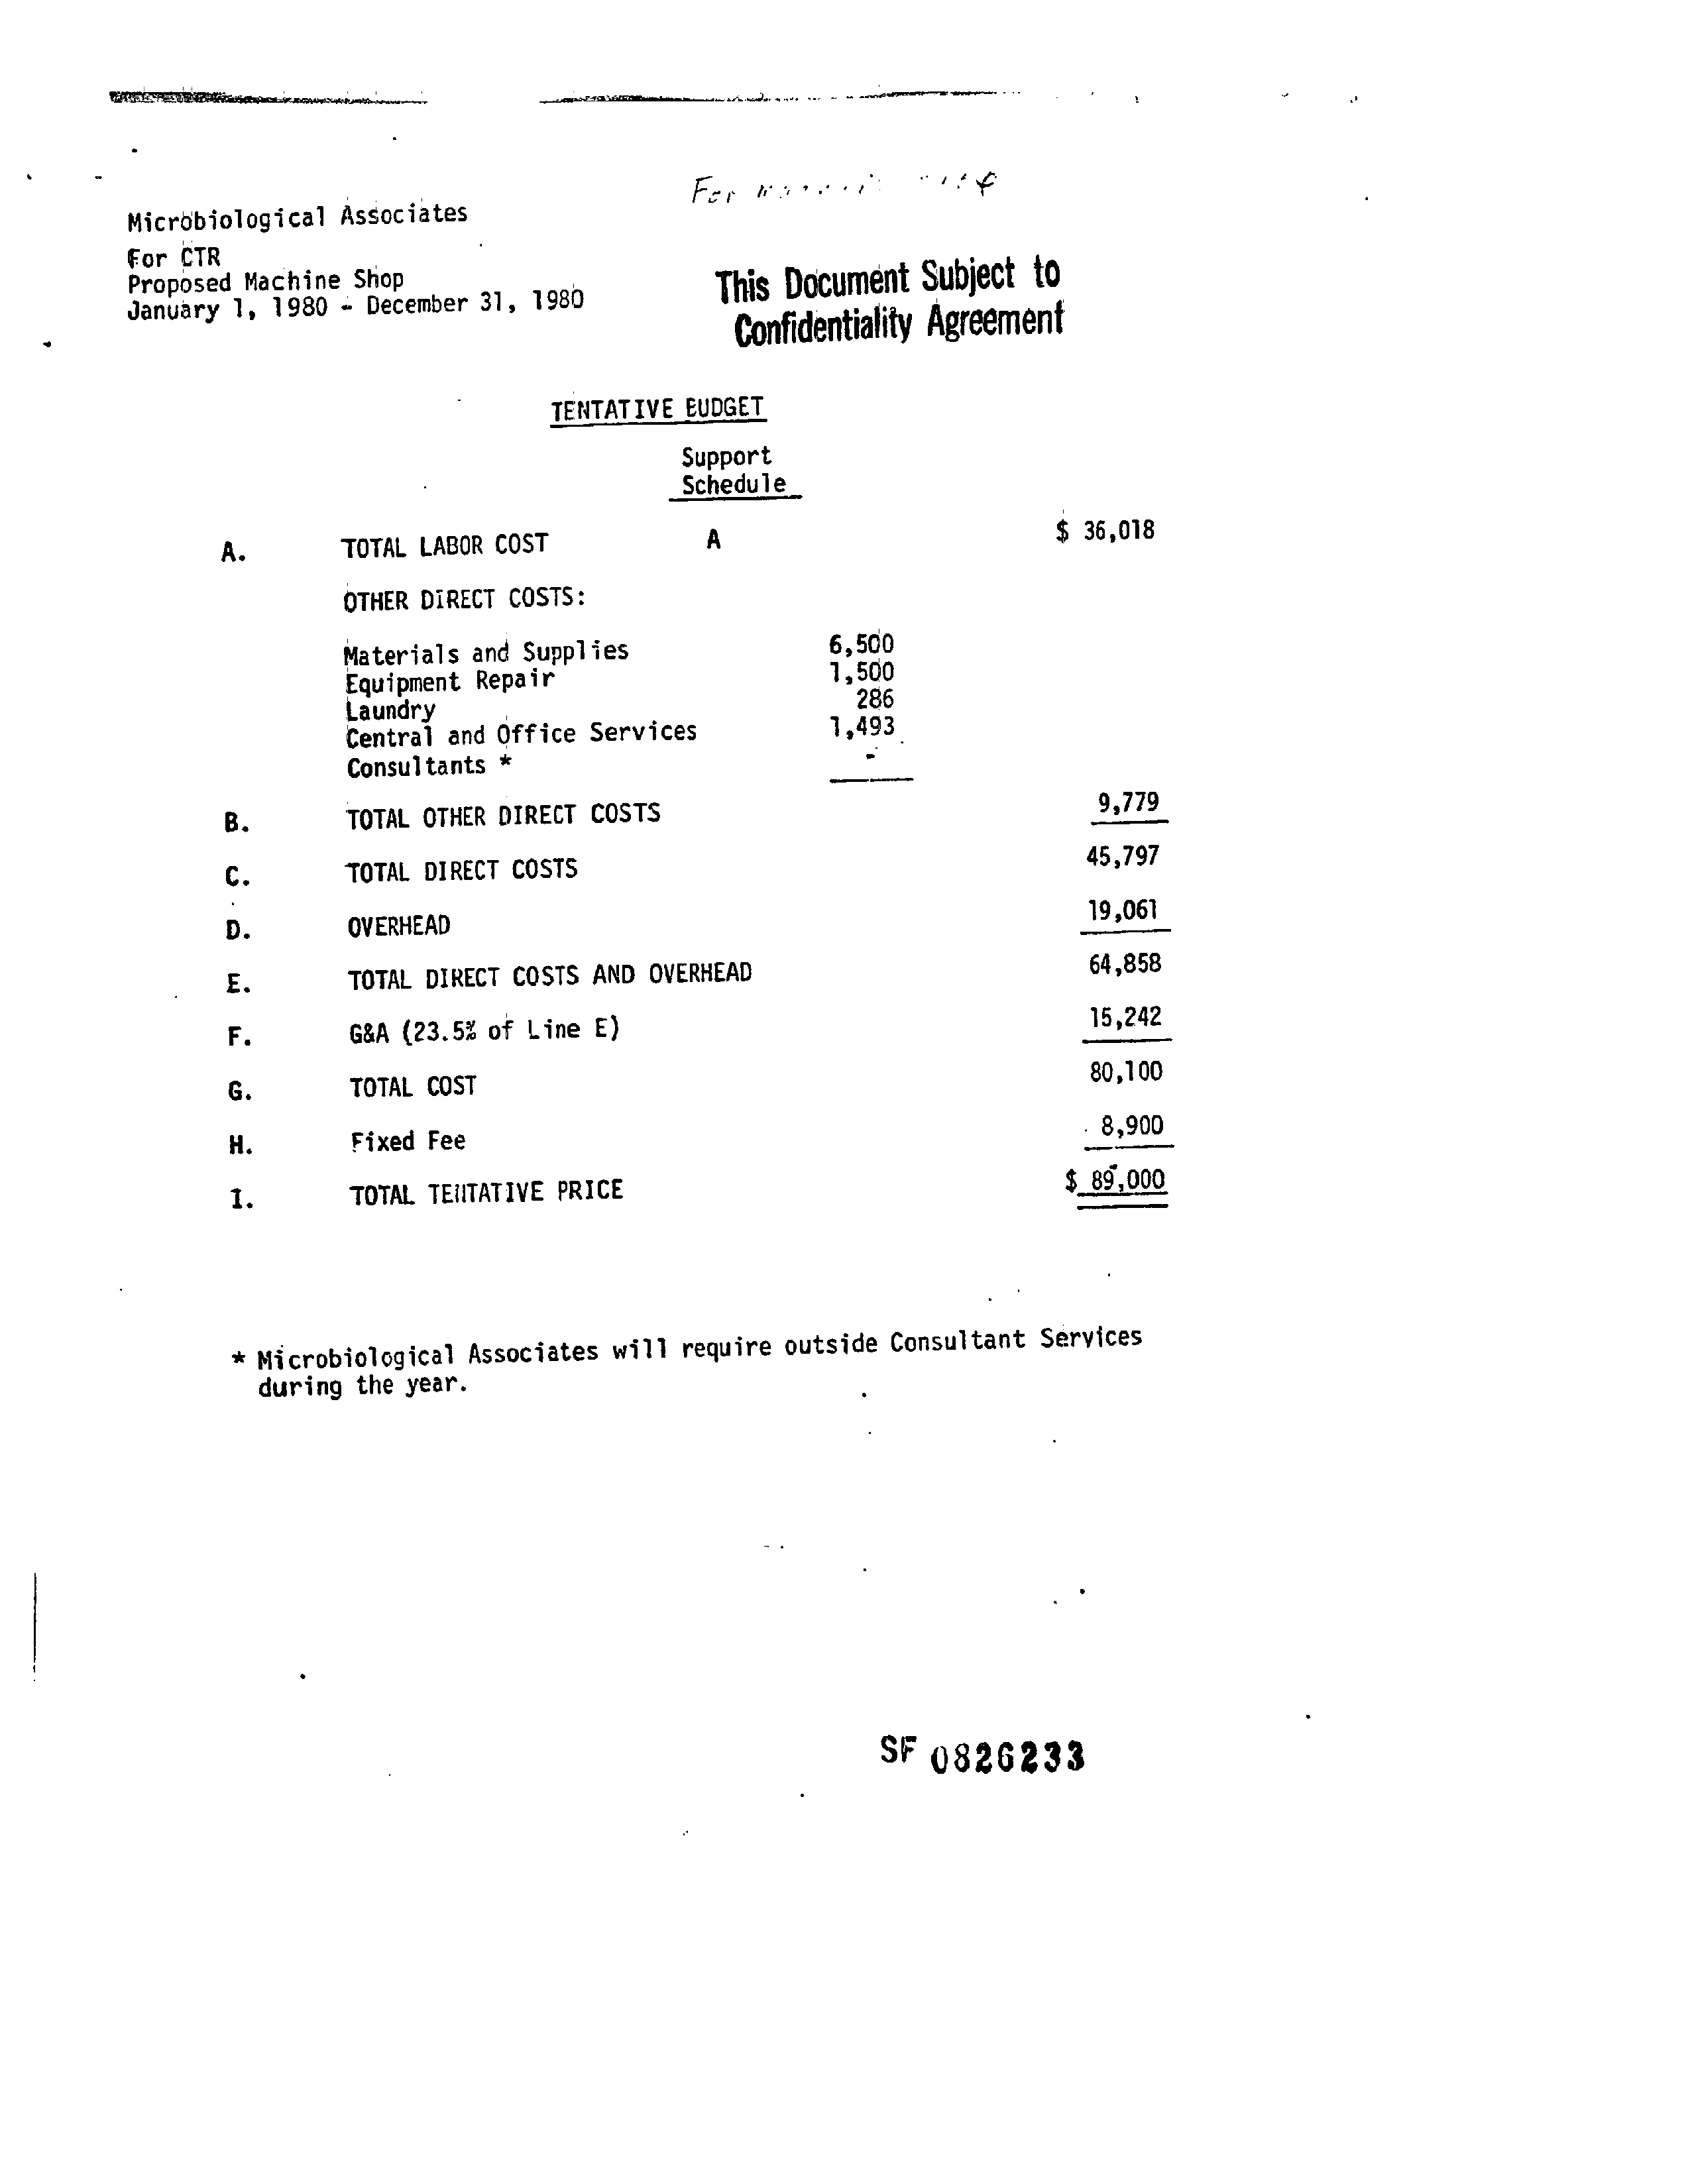 For
Microbiological Associates
For CTR
Proposed Machine Shop
January 1, 1980 - December 31, 1980
This Document Subject to
Confidentiality Agreement
TENTATIVE BUDGET
Support
Schedule
A. TOTAL LABOR COST A $ 36,018
OTHER DIRECT COSTS:
Materials and Supplies 6,500
Equipment Repair 1,500
Laundry 286
Central and Office Services 1,493
Consultants * -
B. TOTAL OTHER DIRECT COSTS 9,779
C. TOTAL DIRECT COSTS 45,797
D. OVERHEAD 19,061
E. TOTAL DIRECT COSTS AND OVERHEAD 64,858
F. G&A (23.5% of Line E) 15,242
G. TOTAL COST 80,100
H. Fixed Fee 8,900
I. TOTAL TENTATIVE PRICE $ 89,000
* Microbiological Associates will require outside Consultant Services
during the year.
SF 0826233